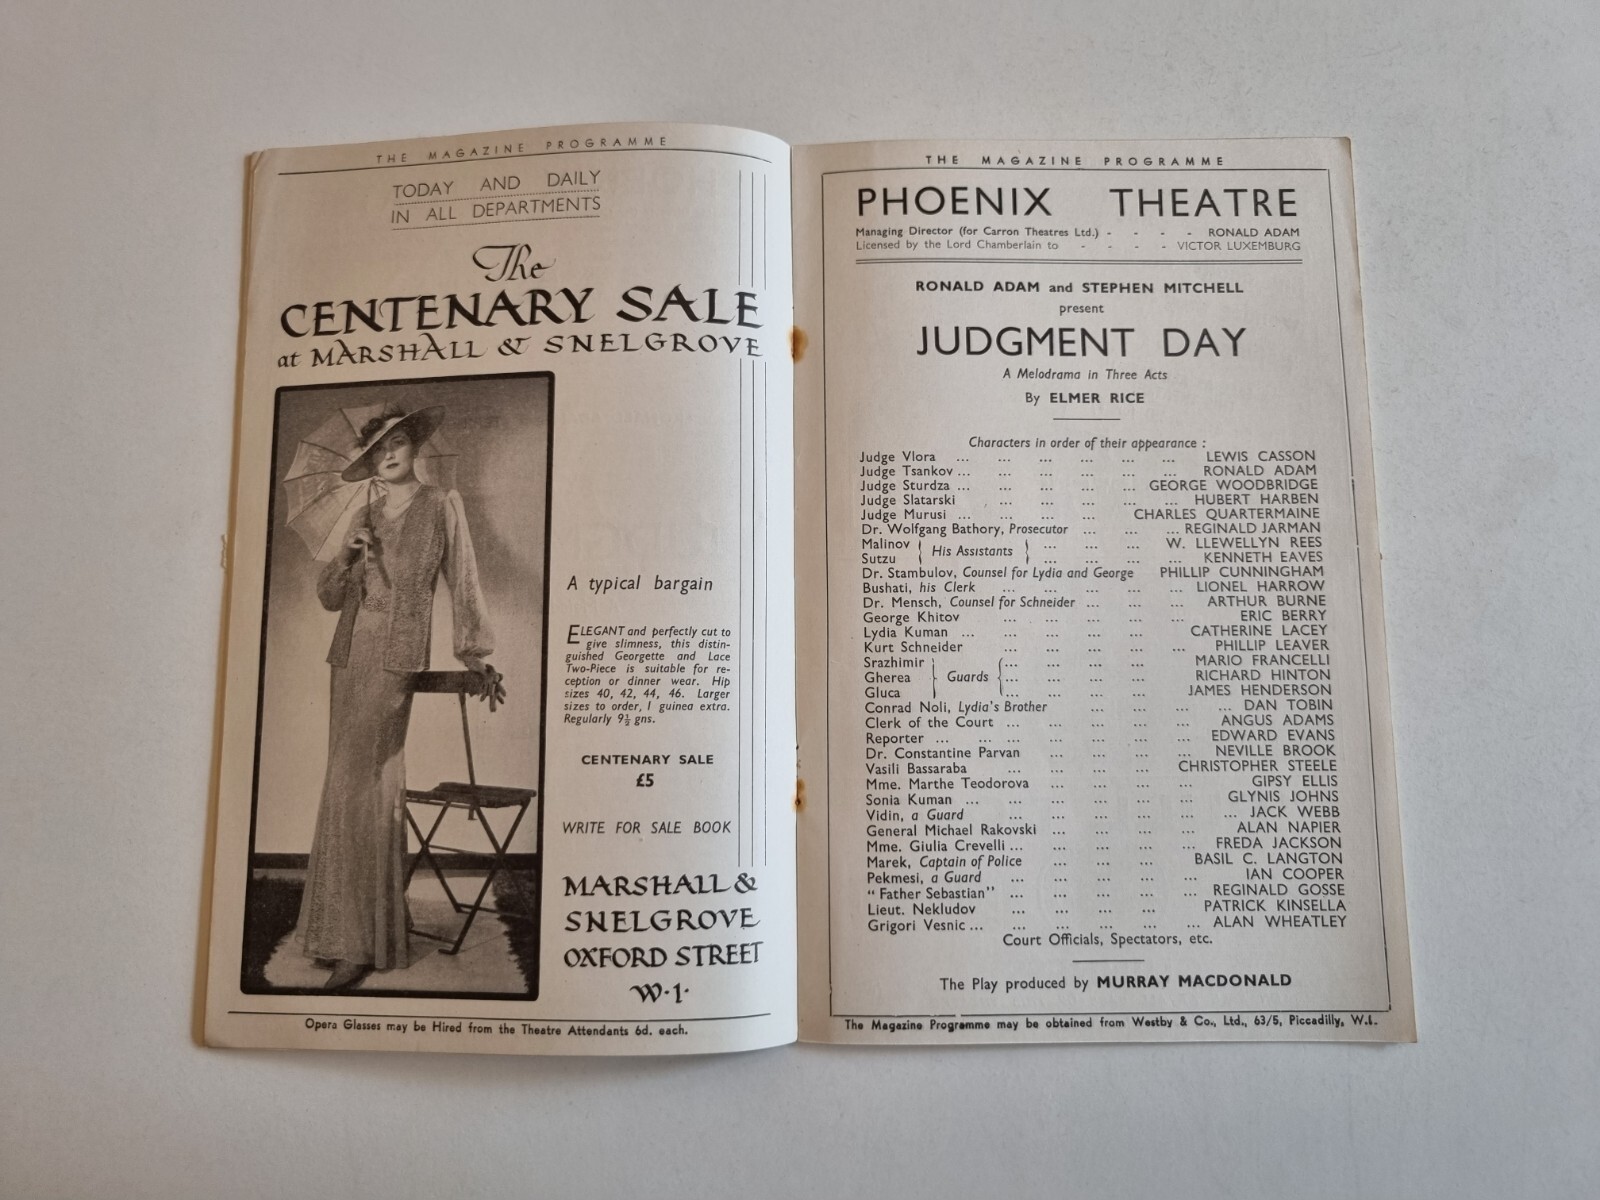 THE MAGAZINE PROGRAMME
TODAY AND DAILY
IN ALL DEPARTMENTS
The
CENTENARY SALE
at MARSHALL & SNELGROVE
A typical bargain
ELEGANT and perfectly cut to
give slimness, this distin-
guished Georgette and Lace
Two-Piece is suitable for re-
ception or dinner wear. Hip
sizes 40, 42, 44, 46. Larger
sizes to order, 1 guinea extra.
Regularly 9½ gns.
CENTENARY SALE
£5
WRITE FOR SALE BOOK
MARSHALL &
SNELGROVE
OXFORD STREET
W·1·
Opera Glasses may be Hired from the Theatre Attendants 6d. each.
THE MAGAZINE PROGRAMME
PHOENIX THEATRE
Managing Director (for Carron Theatres Ltd.) - - - - RONALD ADAM
Licensed by the Lord Chamberlain to - - - - VICTOR LUXEMBURG
RONALD ADAM and STEPHEN MITCHELL
present
JUDGMENT DAY
A Melodrama in Three Acts
By ELMER RICE
Characters in order of their appearance :
Judge Vlora ... ... ... ... ... ... LEWIS CASSON
Judge Tsankov ... ... ... ... ... ... RONALD ADAM
Judge Sturdza ... ... ... ... ... GEORGE WOODBRIDGE
Judge Slatarski ... ... ... ... ... HUBERT HARBEN
Judge Murusi ... ... ... ... CHARLES QUARTERMAINE
Dr. Wolfgang Bathory, Prosecutor ... ... ... REGINALD JARMAN
Malinov } His Assistants { ... ... ... W. LLEWELLYN REES
Sutzu ... ... ... KENNETH EAVES
Dr. Stambulov, Counsel for Lydia and George PHILLIP CUNNINGHAM
Bushati, his Clerk ... ... ... ... ... LIONEL HARROW
Dr. Mensch, Counsel for Schneider ... ... ... ARTHUR BURNE
George Khitov ... ... ... ... ... ERIC BERRY
Lydia Kuman ... ... ... ... ... CATHERINE LACEY
Kurt Schneider ... ... ... ... PHILLIP LEAVER
Srazhimir ... ... ... ... MARIO FRANCELLI
Gherea } Guards { ... ... ... ... RICHARD HINTON
Gluca ... ... ... ... JAMES HENDERSON
Conrad Noli, Lydia's Brother ... ... ... ... DAN TOBIN
Clerk of the Court ... ... ... ... ... ANGUS ADAMS
Reporter ... ... ... ... ... ... EDWARD EVANS
Dr. Constantine Parvan ... ... ... ... NEVILLE BROOK
Vasili Bassaraba ... ... ... ... CHRISTOPHER STEELE
Mme. Marthe Teodorova ... ... ... ... GIPSY ELLIS
Sonia Kuman ... ... ... ... ... GLYNIS JOHNS
Vidin, a Guard ... ... ... ... ... JACK WEBB
General Michael Rakovski ... ... ... ... ALAN NAPIER
Mme. Giulia Crevelli ... ... ... ... ... FREDA JACKSON
Marek, Captain of Police ... ... ... BASIL C. LANGTON
Pekmesi, a Guard ... ... ... ... ... IAN COOPER
“ Father Sebastian” ... ... ... ... ... REGINALD GOSSE
Lieut. Nekludov ... ... ... ... PATRICK KINSELLA
Grigori Vesnic ... ... ... ... ... ... ALAN WHEATLEY
Court Officials, Spectators, etc.
The Play produced by MURRAY MACDONALD
The Magazine Programme may be obtained from Westby & Co., Ltd., 63/5, Piccadilly, W.1.